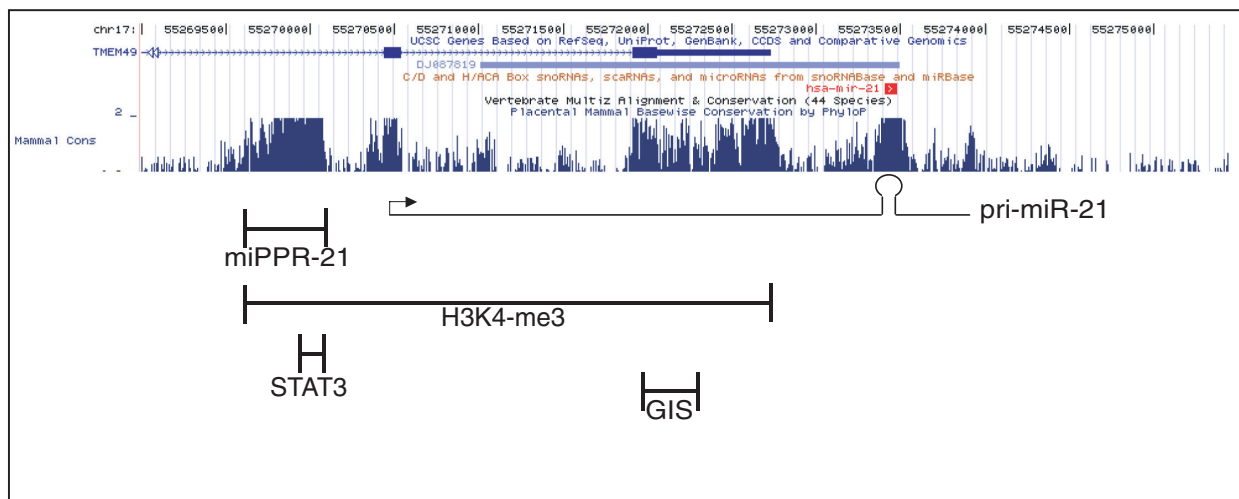 chr17: | 55269500| 55270000| 55270500| 55271000| 55271500| 55272000| 55272500| 55273000| 55273500| 55274000| 55274500| 55275000|
UCSC Genes Based on RefSeq, UniProt, GenBank, CCDS and Comparative Genomics
TMEM49
DJ087819
C/D and H/ACA Box snoRNAs, scaRNAs, and microRNAs from snoRNABase and miRBase
hsa-mir-21
Vertebrate Multiz Alignment & Conservation (44 Species)
Placental Mammal Basewise Conservation by PhyloP
2 _
Mammal Cons
pri-miR-21
miPPR-21
H3K4-me3
STAT3
GIS